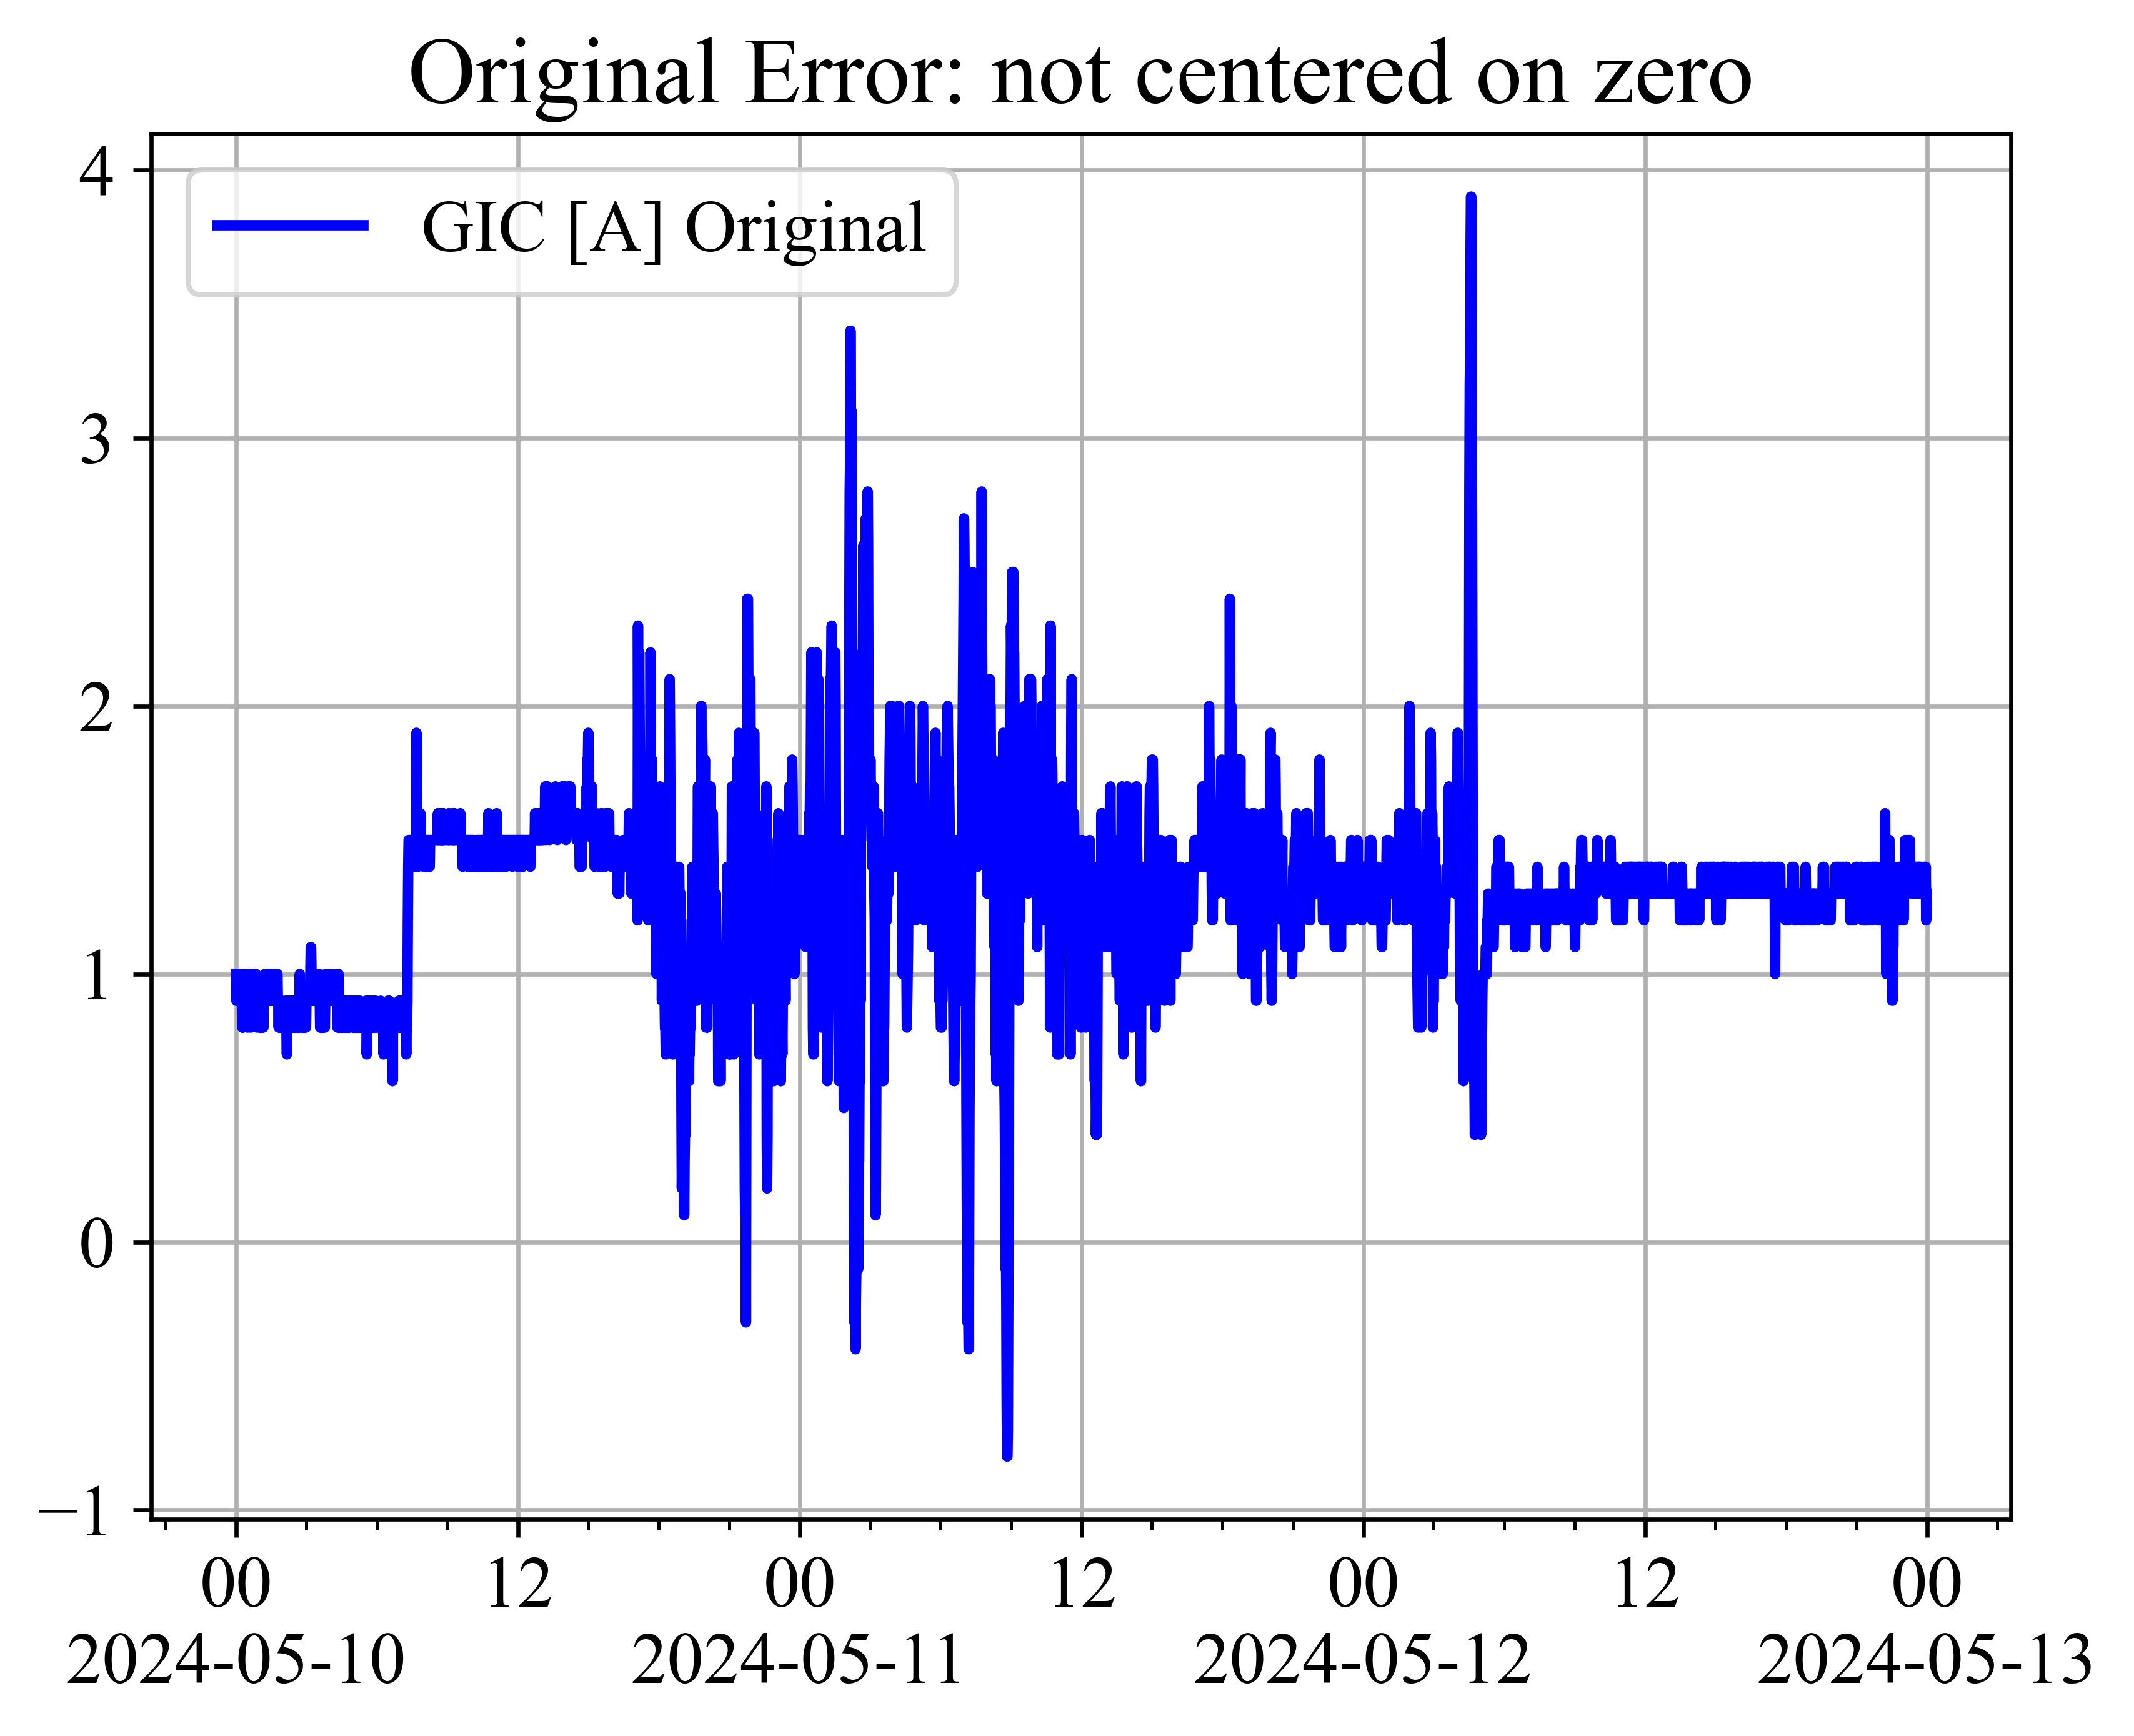 Original Error: not centered on zero
GIC [A] Original
4
3
2
1
0
−1
00 12 00 12 00 12 00
2024-05-10 2024-05-11 2024-05-12 2024-05-13